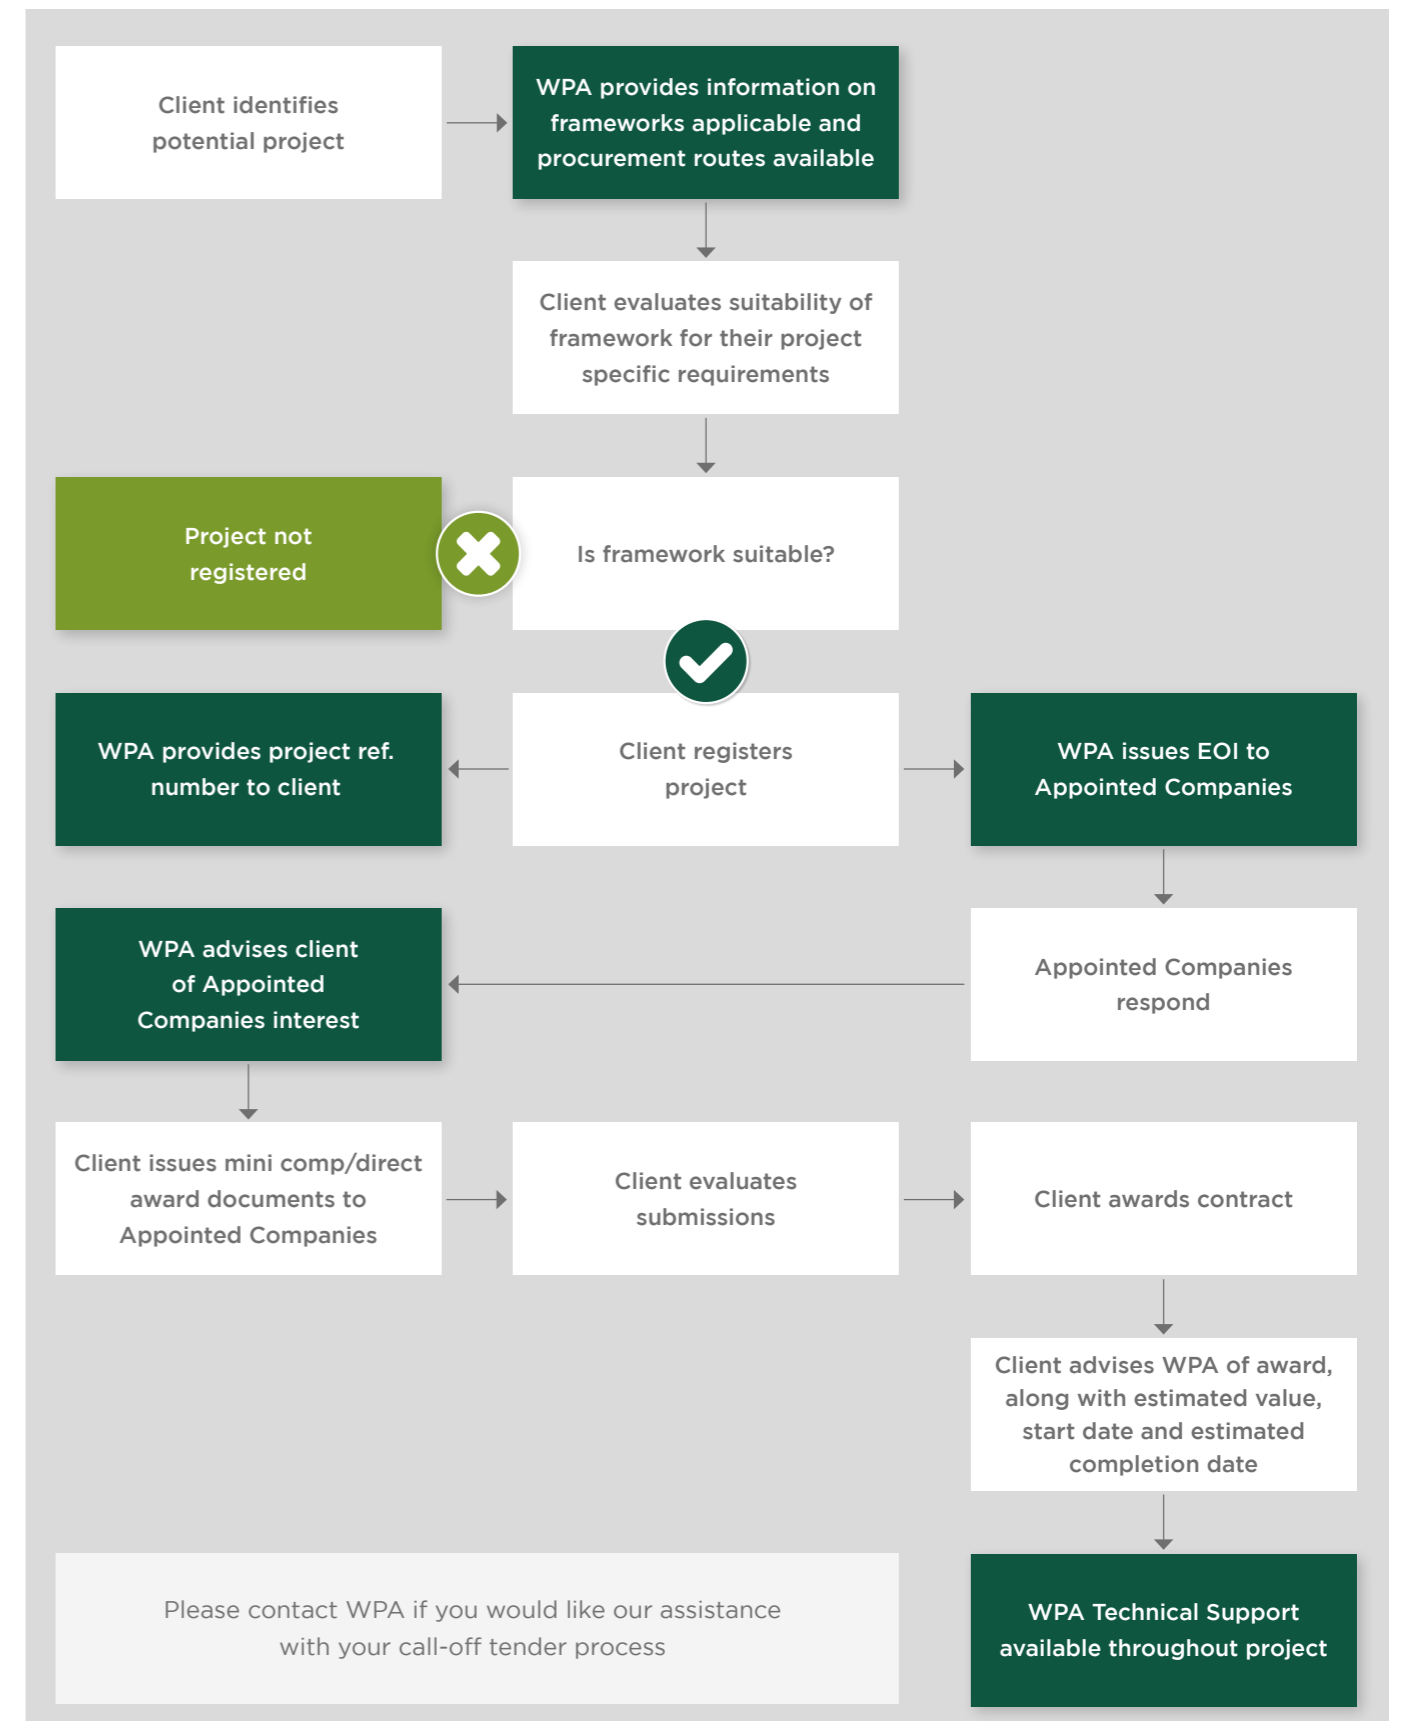 Client identifies
potential project
WPA provides information on
frameworks applicable and
procurement routes available
Client evaluates suitability of
framework for their project
specific requirements
Project not
registered
Is framework suitable?
WPA provides project ref.
number to client
Client registers
project
WPA issues EOI to
Appointed Companies
WPA advises client
of Appointed
Companies interest
Appointed Companies
respond
Client issues mini comp/direct
award documents to
Appointed Companies
Client evaluates
submissions
Client awards contract
Client advises WPA of award,
along with estimated value,
start date and estimated
completion date
Please contact WPA if you would like our assistance
with your call-off tender process
WPA Technical Support
available throughout project